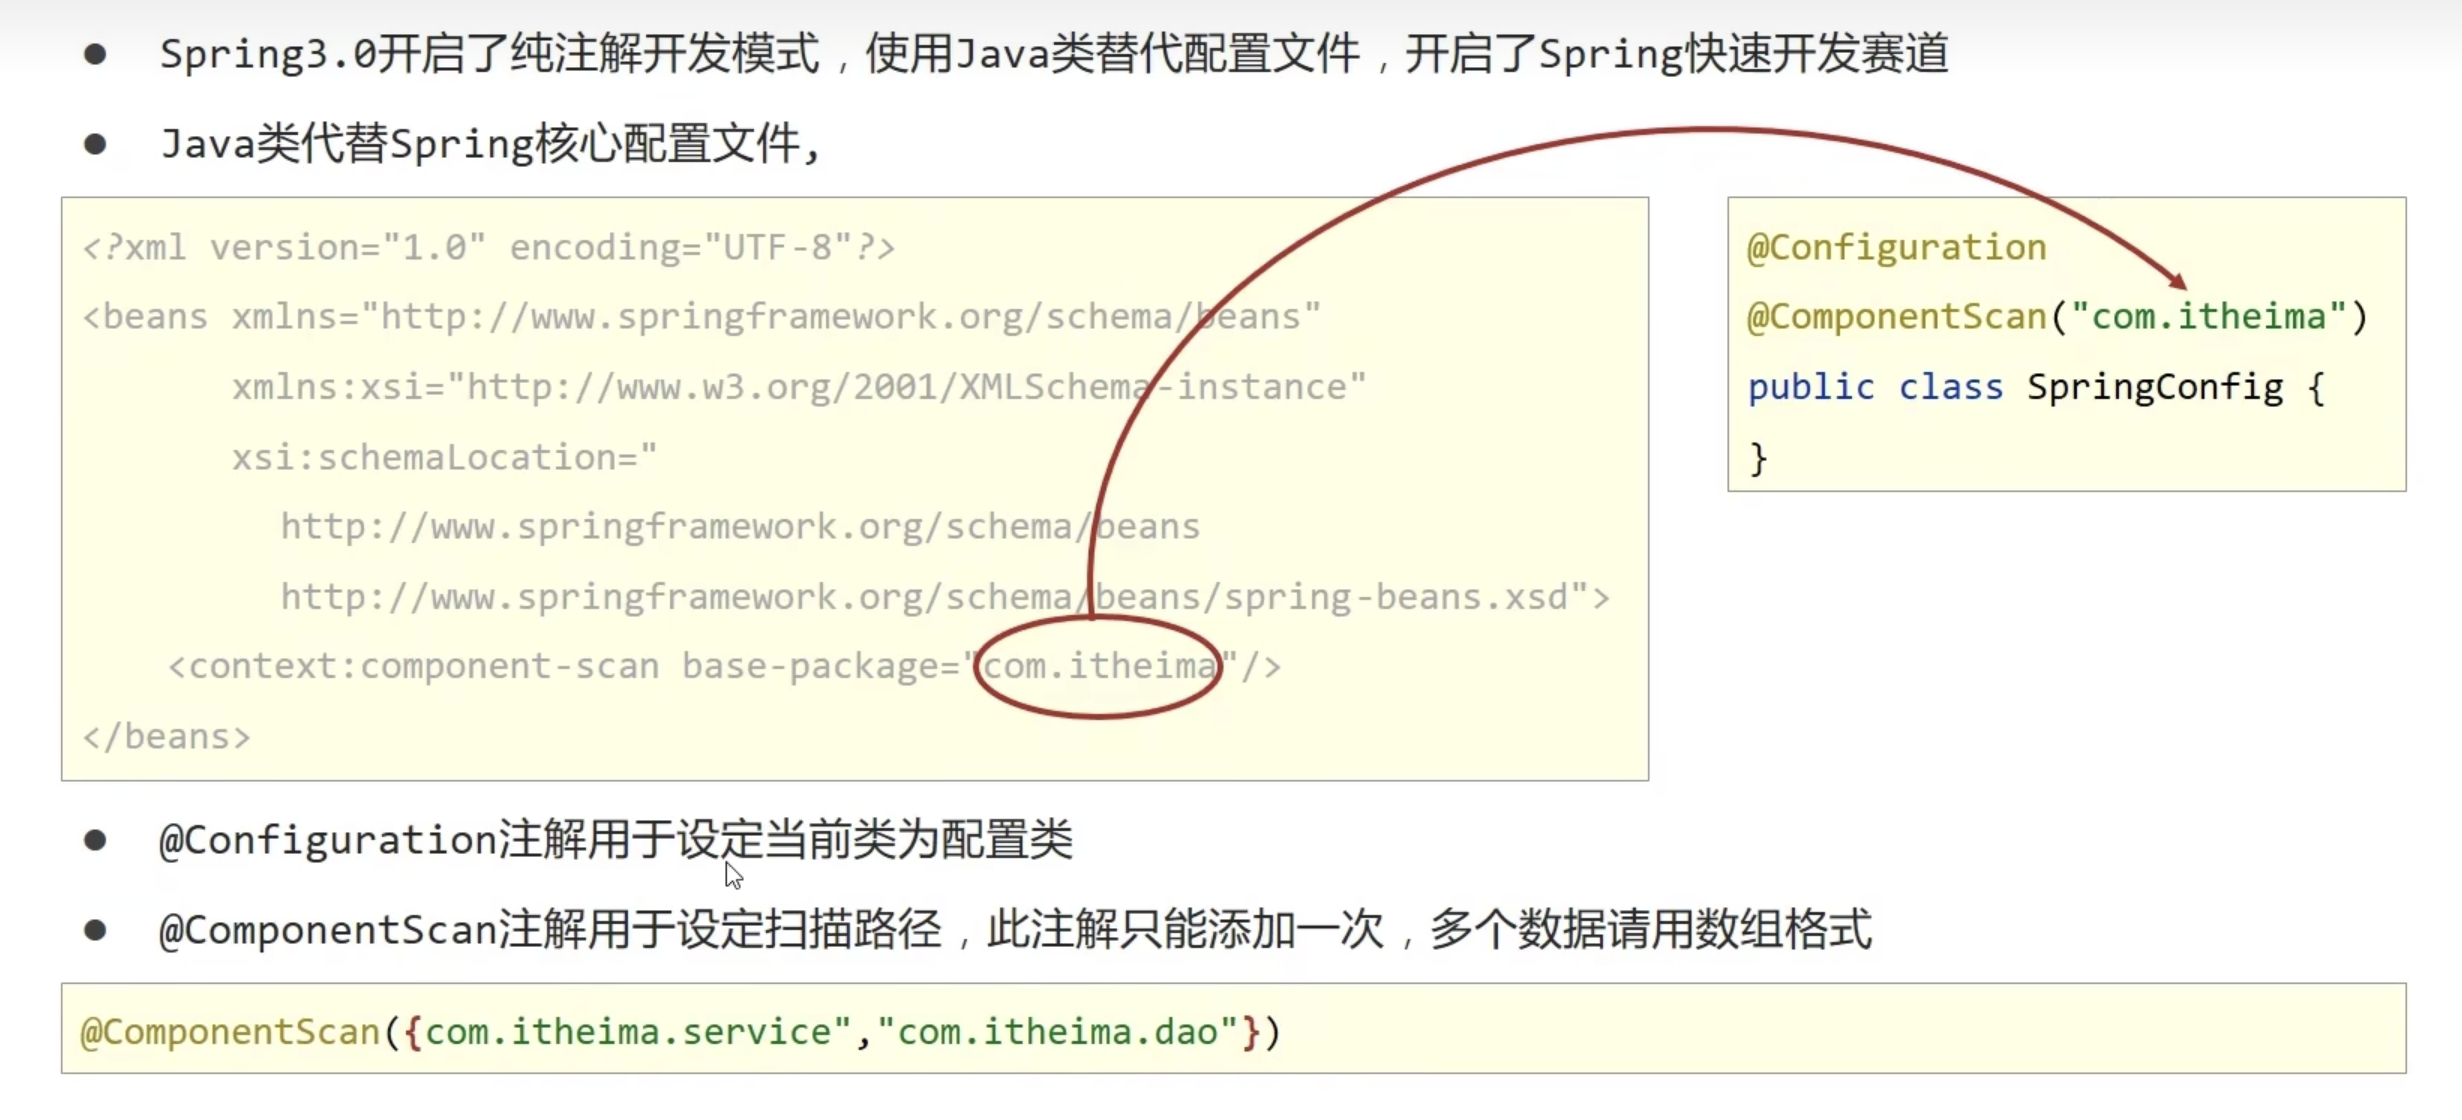 ● Spring3.0开启了纯注解开发模式，使用Java类替代配置文件，开启了Spring快速开发赛道
● Java类代替Spring核心配置文件,
<?xml version="1.0" encoding="UTF-8"?>
<beans xmlns="http://www.springframework.org/schema/beans"
xmlns:xsi="http://www.w3.org/2001/XMLSchema-instance"
xsi:schemaLocation="
http://www.springframework.org/schema/beans
http://www.springframework.org/schema/beans/spring-beans.xsd">
<context:component-scan base-package="com.itheima"/>
</beans>
@Configuration
@ComponentScan("com.itheima")
public class SpringConfig {
}
● @Configuration注解用于设定当前类为配置类
● @ComponentScan注解用于设定扫描路径，此注解只能添加一次，多个数据请用数组格式
@ComponentScan({com.itheima.service","com.itheima.dao"})